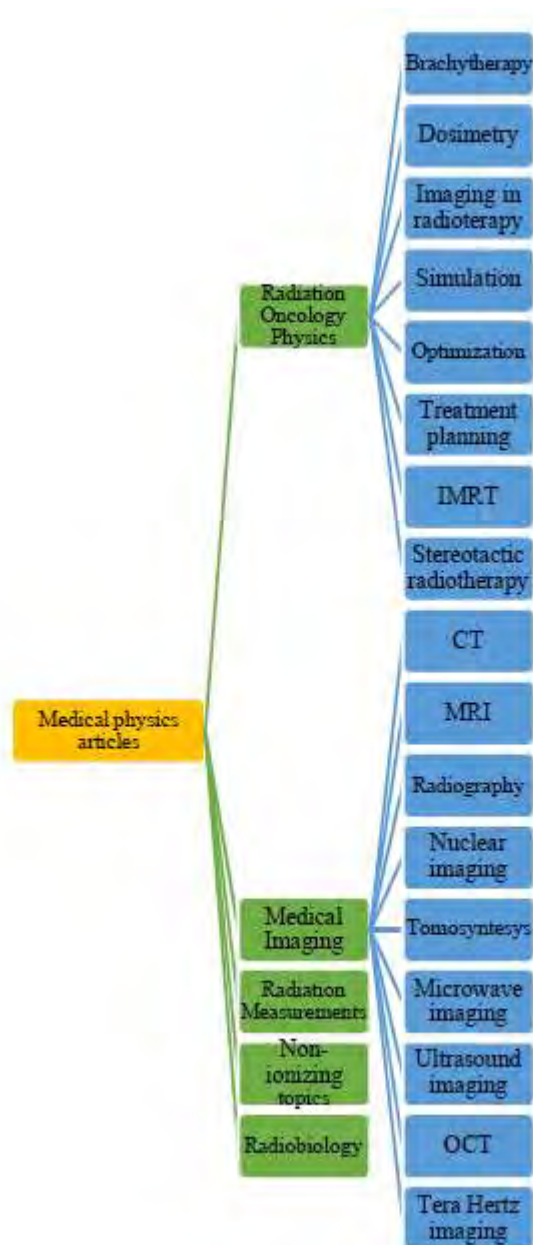 Medical physics
articles
Radiation
Oncology
Physics
Brachytherapy
Dosimetry
Imaging in
radioterapy
Simulation
Optimization
Treatment
planning
IMRT
Stereotactic
radiotherapy
Medical
Imaging
CT
MRI
Radiography
Nuclear
imaging
Tomosyntesys
Microwave
imaging
Ultrasound
imaging
OCT
Tera Hertz
imaging
Radiation
Measurements
Non-
ionizing
topics
Radiobiology